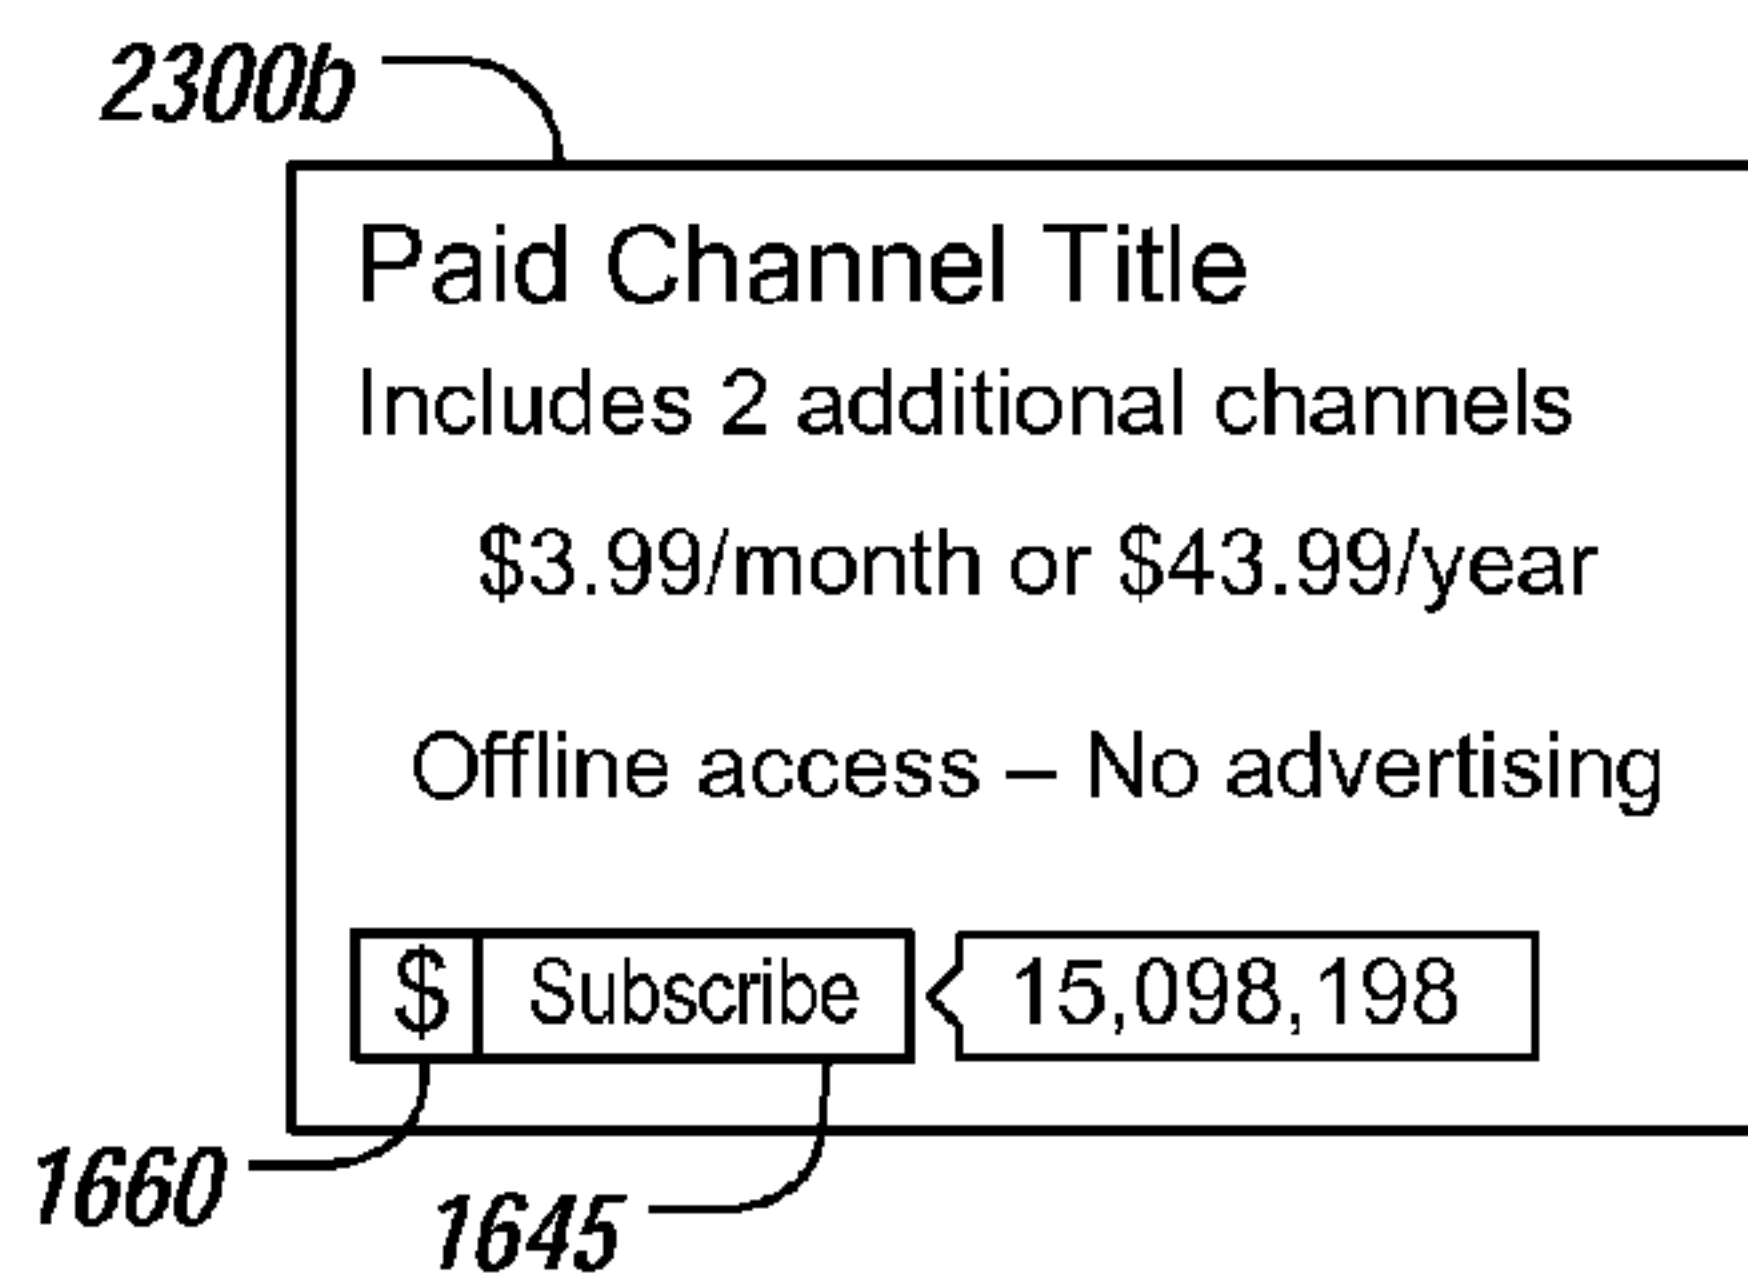 2300b
Paid Channel Title
Includes 2 additional channels
$3.99/month or $43.99/year
Offline access – No advertising
$ Subscribe 15,098,198
1660
1645